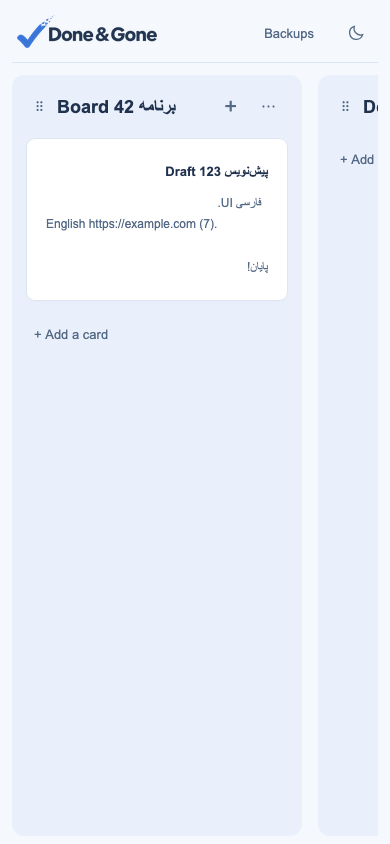 Done & Gone
Backups
برنامه Board 42
De
+ Add
پیش‌نویس Draft 123
فارسی UI.
English https://example.com (7).
پایان!
+ Add a card